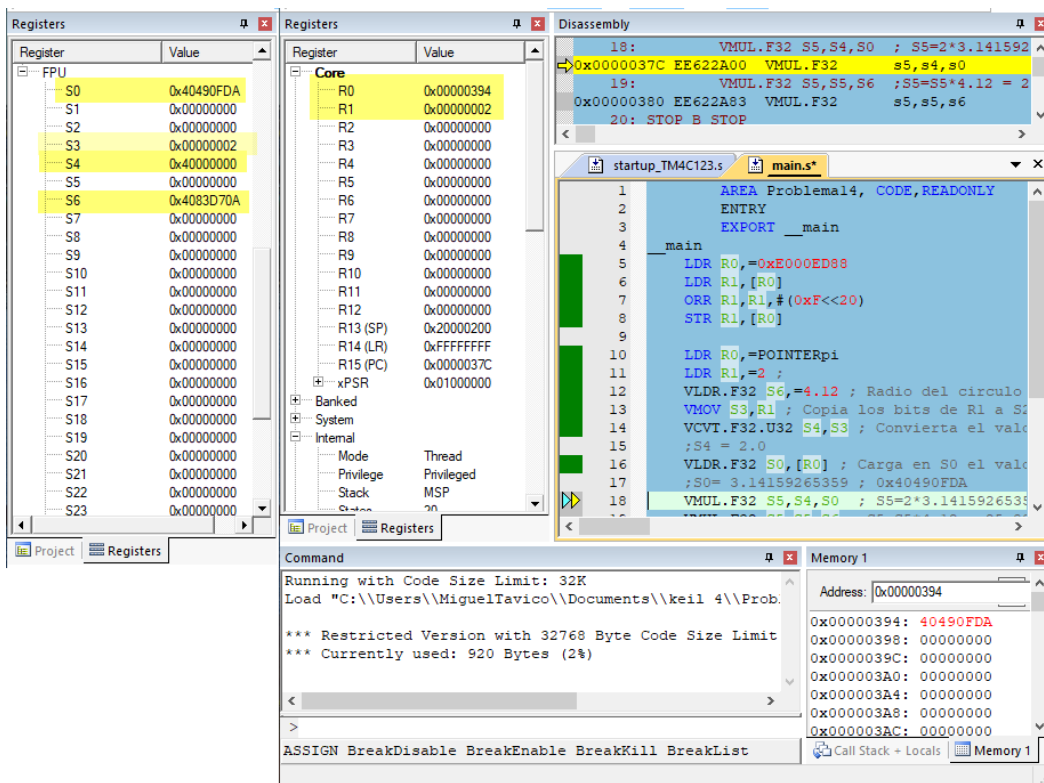 Registers
Register Value
FPU
S0 0x40490FDA
S1 0x00000000
S2 0x00000000
S3 0x00000002
S4 0x40000000
S5 0x00000000
S6 0x4083D70A
S7 0x00000000
S8 0x00000000
S9 0x00000000
S10 0x00000000
S11 0x00000000
S12 0x00000000
S13 0x00000000
S14 0x00000000
S15 0x00000000
S16 0x00000000
S17 0x00000000
S18 0x00000000
S19 0x00000000
S20 0x00000000
S21 0x00000000
S22 0x00000000
S23 0x00000000
Project Registers
Registers
Register Value
Core
R0 0x00000394
R1 0x00000002
R2 0x00000000
R3 0x00000000
R4 0x00000000
R5 0x00000000
R6 0x00000000
R7 0x00000000
R8 0x00000000
R9 0x00000000
R10 0x00000000
R11 0x00000000
R12 0x00000000
R13 (SP) 0x20000200
R14 (LR) 0xFFFFFFFF
R15 (PC) 0x0000037C
xPSR 0x01000000
Banked
System
Internal
Mode Thread
Privilege Privileged
Stack MSP
States 20
Project Registers
Disassembly
18: VMUL.F32 S5,S4,S0 ; S5=2*3.141592
0x0000037C EE622A00 VMUL.F32 s5,s4,s0
19: VMUL.F32 S5,S5,S6 ;S5=S5*4.12 = 2
0x00000380 EE622A83 VMUL.F32 s5,s5,s6
20: STOP B STOP
startup_TM4C123.s main.s*
1 AREA Problema14, CODE,READONLY
2 ENTRY
3 EXPORT __main
4 __main
5 LDR R0,=0xE000ED88
6 LDR R1,[R0]
7 ORR R1,R1,#(0xF<<20)
8 STR R1,[R0]
9
10 LDR R0,=POINTERpi
11 LDR R1,=2 ;
12 VLDR.F32 S6,=4.12 ; Radio del circulo
13 VMOV S3,R1 ; Copia los bits de R1 a S2
14 VCVT.F32.U32 S4,S3 ; Convierta el valo
15 ;S4 = 2.0
16 VLDR.F32 S0,[R0] ; Carga en S0 el valo
17 ;S0= 3.14159265359 ; 0x40490FDA
18 VMUL.F32 S5,S4,S0 ; S5=2*3.1415926535
Command
Running with Code Size Limit: 32K
Load "C:\\Users\\MiguelTavico\\Documents\\keil 4\\Prob
*** Restricted Version with 32768 Byte Code Size Limit
*** Currently used: 920 Bytes (2%)
>
ASSIGN BreakDisable BreakEnable BreakKill BreakList
Memory 1
Address: 0x00000394
0x00000394: 40490FDA
0x00000398: 00000000
0x0000039C: 00000000
0x000003A0: 00000000
0x000003A4: 00000000
0x000003A8: 00000000
0x000003AC: 00000000
Call Stack + Locals Memory 1